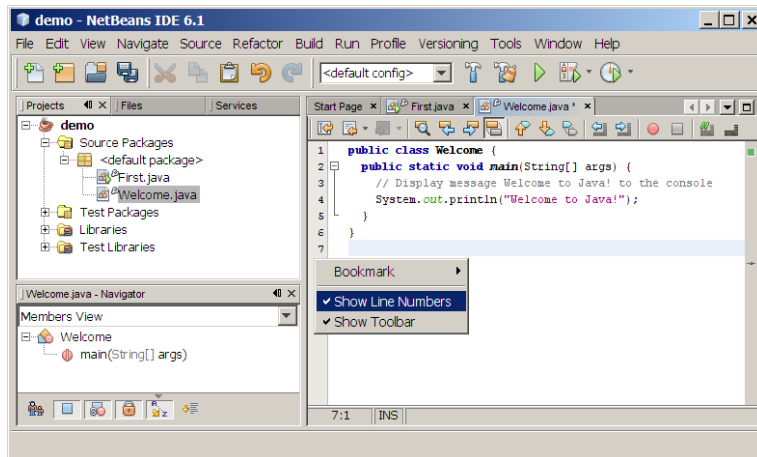 demo - NetBeans IDE 6.1
File Edit View Navigate Source Refactor Build Run Profile Versioning Tools Window Help
<default config>
Projects Files Services
Start Page First.java Welcome.java *
demo
Source Packages
<default package>
First.java
Welcome.java
Test Packages
Libraries
Test Libraries
1 public class Welcome {
2 public static void main(String[] args) {
3 // Display message Welcome to Java! to the console
4 System.out.println("Welcome to Java!");
5 }
6 }
7
Bookmark
Show Line Numbers
Show Toolbar
Welcome.java - Navigator
Members View
Welcome
main(String[] args)
7:1 INS